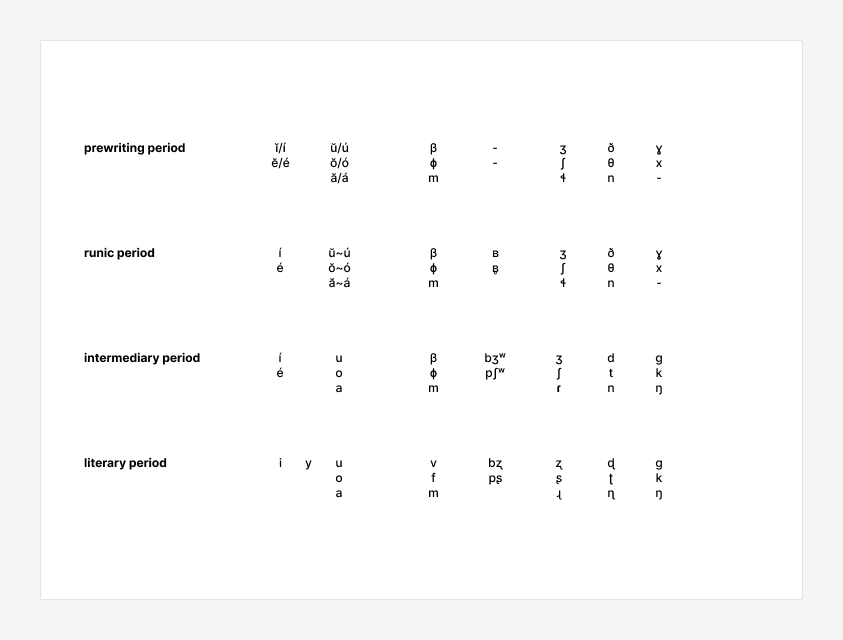 prewriting period ĭ/í ŭ/ú β - ʒ ð ɣ
ĕ/é ŏ/ó ɸ - ʃ θ x
ă/á m ɬ n -
runic period í ŭ~ú β ʙ ʒ ð ɣ
é ŏ~ó ɸ ʙ̥ ʃ θ x
ă~á m ɬ n -
intermediary period í u β bʒʷ ʒ d g
é o ɸ pʃʷ ʃ t k
a m ɾ n ŋ
literary period i y u v bʐ ʐ ɖ g
o f pʂ ʂ ʈ k
a m ɻ ɳ ŋ